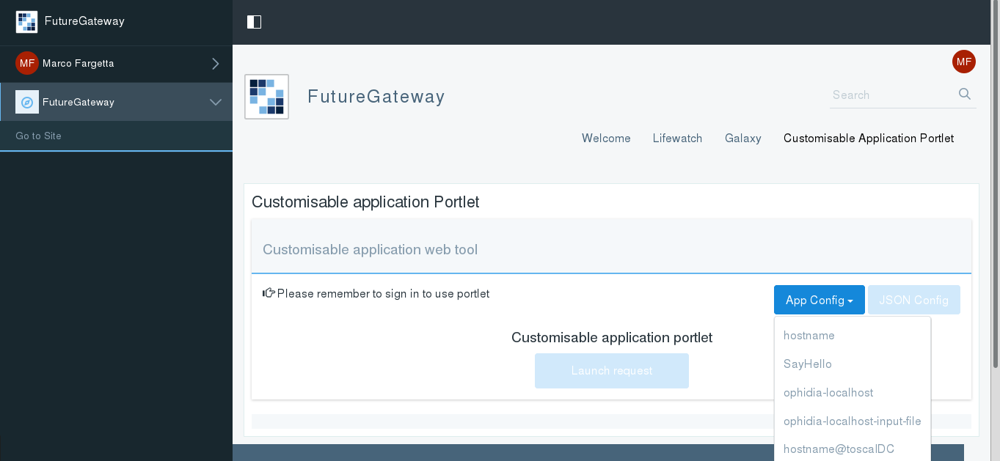 FutureGateway
MF Marco Fargetta
FutureGateway
Go to Site
MF
FutureGateway
Search
Welcome Lifewatch Galaxy Customisable Application Portlet
Customisable application Portlet
Customisable application web tool
Please remember to sign in to use portlet
App Config JSON Config
Customisable application portlet
Launch request
hostname
SayHello
ophidia-localhost
ophidia-localhost-input-file
hostname@toscaIDC